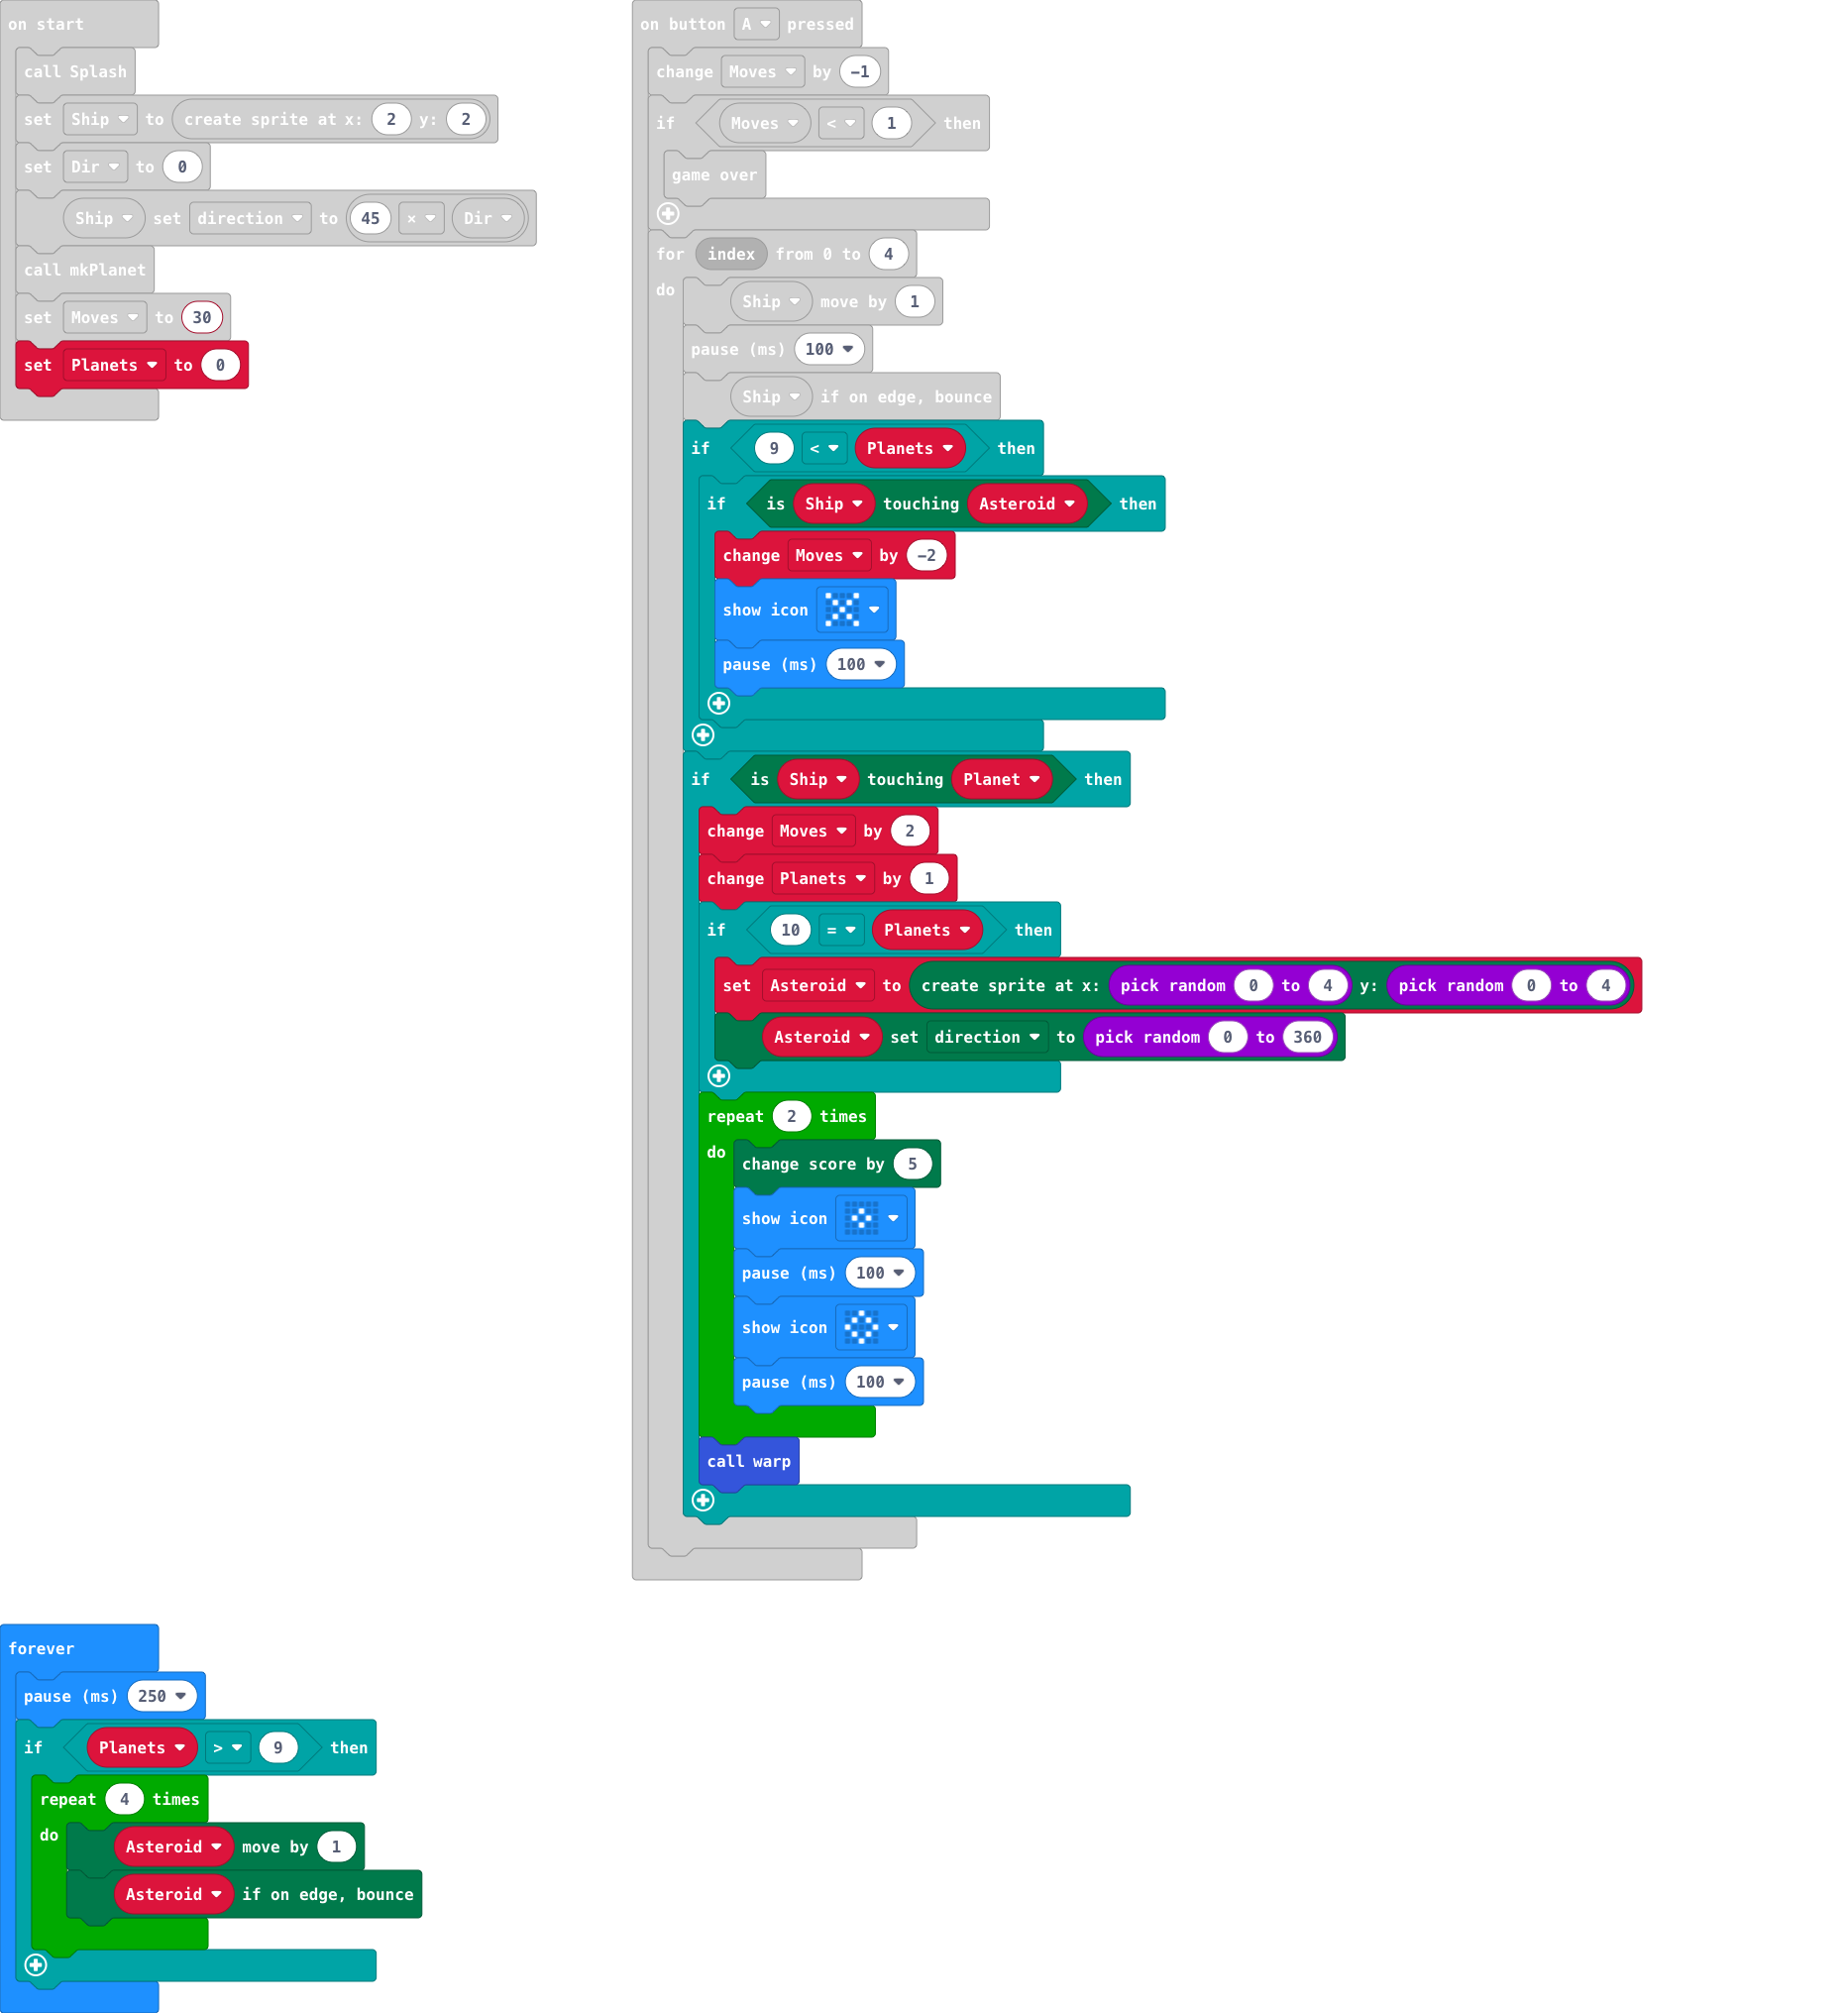 on start
call Splash
set Ship to create sprite at x: 2 y: 2
set Dir to 0
Ship set direction to 45 × Dir
call mkPlanet
set Moves to 30
set Planets to 0
on button A pressed
change Moves by −1
if Moves < 1 then
game over
for index from 0 to 4
do
Ship move by 1
pause (ms) 100
Ship if on edge, bounce
if 9 < Planets then
if is Ship touching Asteroid then
change Moves by −2
show icon
pause (ms) 100
if is Ship touching Planet then
change Moves by 2
change Planets by 1
if 10 = Planets then
set Asteroid to create sprite at x: pick random 0 to 4 y: pick random 0 to 4
Asteroid set direction to pick random 0 to 360
repeat 2 times
do
change score by 5
show icon
pause (ms) 100
show icon
pause (ms) 100
call warp
forever
pause (ms) 250
if Planets > 9 then
repeat 4 times
do
Asteroid move by 1
Asteroid if on edge, bounce